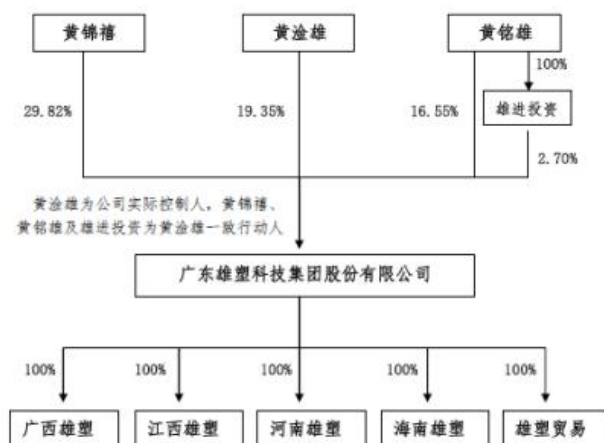 黄锦禧
黄淦雄
黄铭雄
100%
29.82%
19.35%
16.55%
雄进投资
2.70%
黄淦雄为公司实际控制人,黄锦禧、
黄铭雄及雄进投资为黄淦雄一致行动人
广东雄塑科技集团股份有限公司
100%
100%
100%
100%
100%
广西雄塑
江西雄塑
河南雄塑
海南雄塑
雄塑贸易